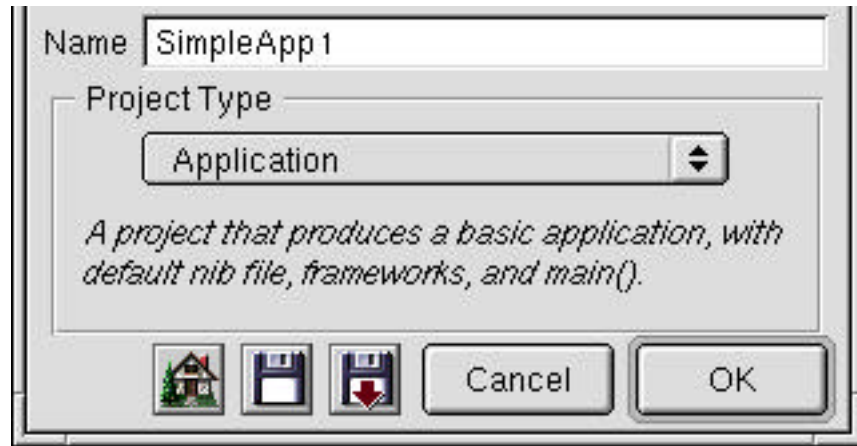 Name SimpleApp1
Project Type
Application
A project that produces a basic application, with
default nib file, frameworks, and main().
Cancel OK